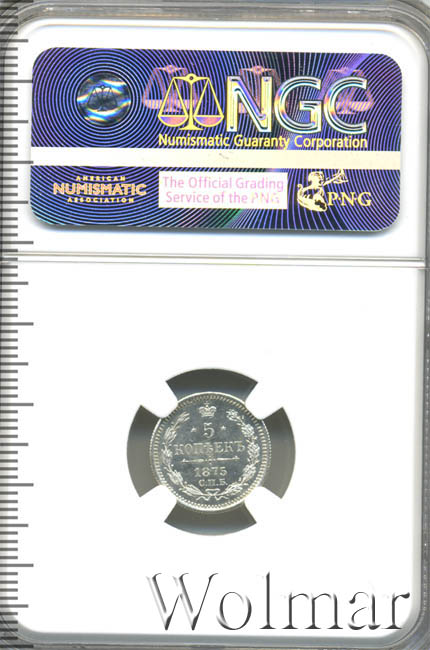 NGC
Numismatic Guaranty Corporation
AMERICAN
NUMISMATIC
ASSOCIATION
The Official Grading
Service of the PNG
PNG
5
КОПѢЕКЪ
1875
С.П.Б.
Wolmar